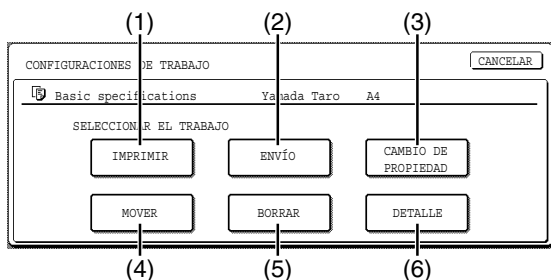 (1) (2) (3)
CONFIGURACIONES DE TRABAJO CANCELAR
Basic specifications Yamada Taro A4
SELECCIONAR EL TRABAJO
IMPRIMIR ENVÍO CAMBIO DE PROPIEDAD
MOVER BORRAR DETALLE
(4) (5) (6)